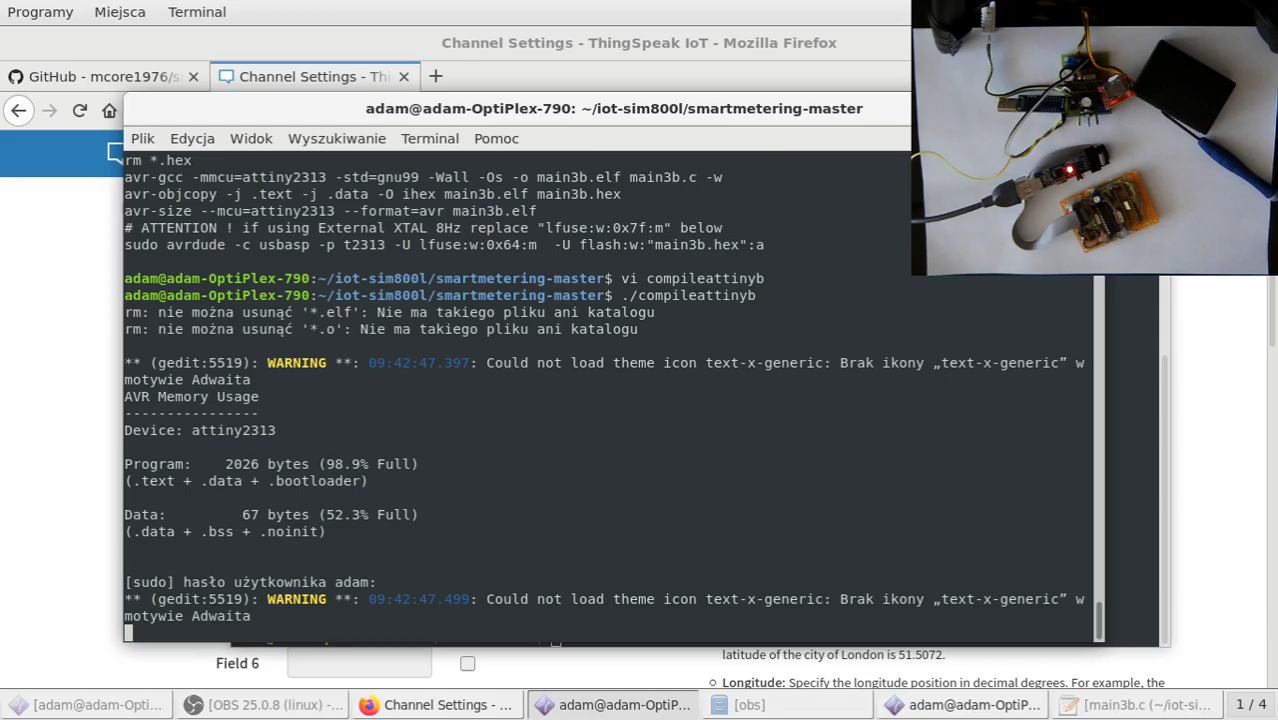 Programy Miejsca Terminal
Channel Settings - ThingSpeak IoT - Mozilla Firefox
GitHub - mcore1976/s
Channel Settings - Thi
adam@adam-OptiPlex-790: ~/iot-sim800l/smartmetering-master
Plik Edycja Widok Wyszukiwanie Terminal Pomoc
rm *.hex
avr-gcc -mmcu=attiny2313 -std=gnu99 -Wall -Os -o main3b.elf main3b.c -w
avr-objcopy -j .text -j .data -O ihex main3b.elf main3b.hex
avr-size --mcu=attiny2313 --format=avr main3b.elf
# ATTENTION ! if using External XTAL 8Hz replace "lfuse:w:0x7f:m" below
sudo avrdude -c usbasp -p t2313 -U lfuse:w:0x64:m  -U flash:w:"main3b.hex":a
adam@adam-OptiPlex-790:~/iot-sim800l/smartmetering-master$ vi compileattinyb
adam@adam-OptiPlex-790:~/iot-sim800l/smartmetering-master$ ./compileattinyb
rm: nie można usunąć '*.elf': Nie ma takiego pliku ani katalogu
rm: nie można usunąć '*.o': Nie ma takiego pliku ani katalogu
** (gedit:5519): WARNING **: 09:42:47.397: Could not load theme icon text-x-generic: Brak ikony „text-x-generic” w
motywie Adwaita
AVR Memory Usage
----------------
Device: attiny2313
Program:    2026 bytes (98.9% Full)
(.text + .data + .bootloader)
Data:         67 bytes (52.3% Full)
(.data + .bss + .noinit)
[sudo] hasło użytkownika adam:
** (gedit:5519): WARNING **: 09:42:47.499: Could not load theme icon text-x-generic: Brak ikony „text-x-generic” w
motywie Adwaita
Field 6
latitude of the city of London is 51.5072.
Longitude: Specify the longitude position in decimal degrees. For example, the
[adam@adam-Opti... [OBS 25.0.8 (linux) -... Channel Settings - ... adam@adam-OptiP... [obs] adam@adam-OptiP... [main3b.c (~/iot-si... 1 / 4